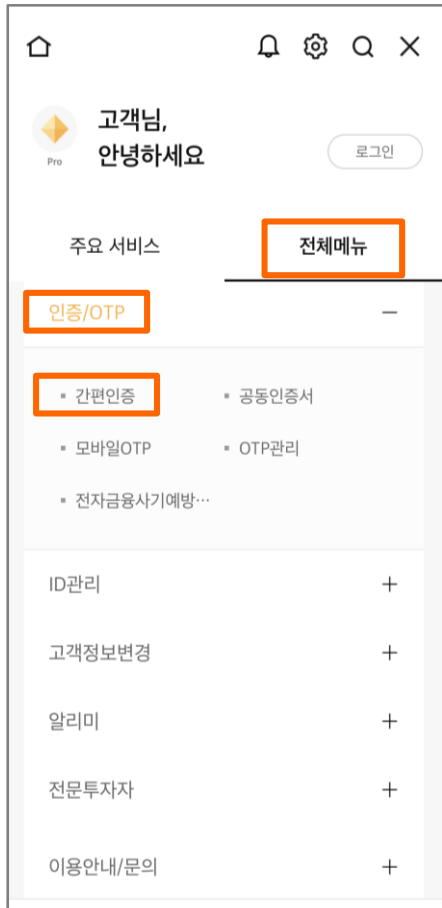 고객님,
Pro
안녕하세요
로그인
주요 서비스
전체메뉴
인증/OTP
간편인증
공동인증서
모바일OTP
OTP관리
전자금융사기예방…
ID관리
고객정보변경
알리미
전문투자자
이용안내/문의